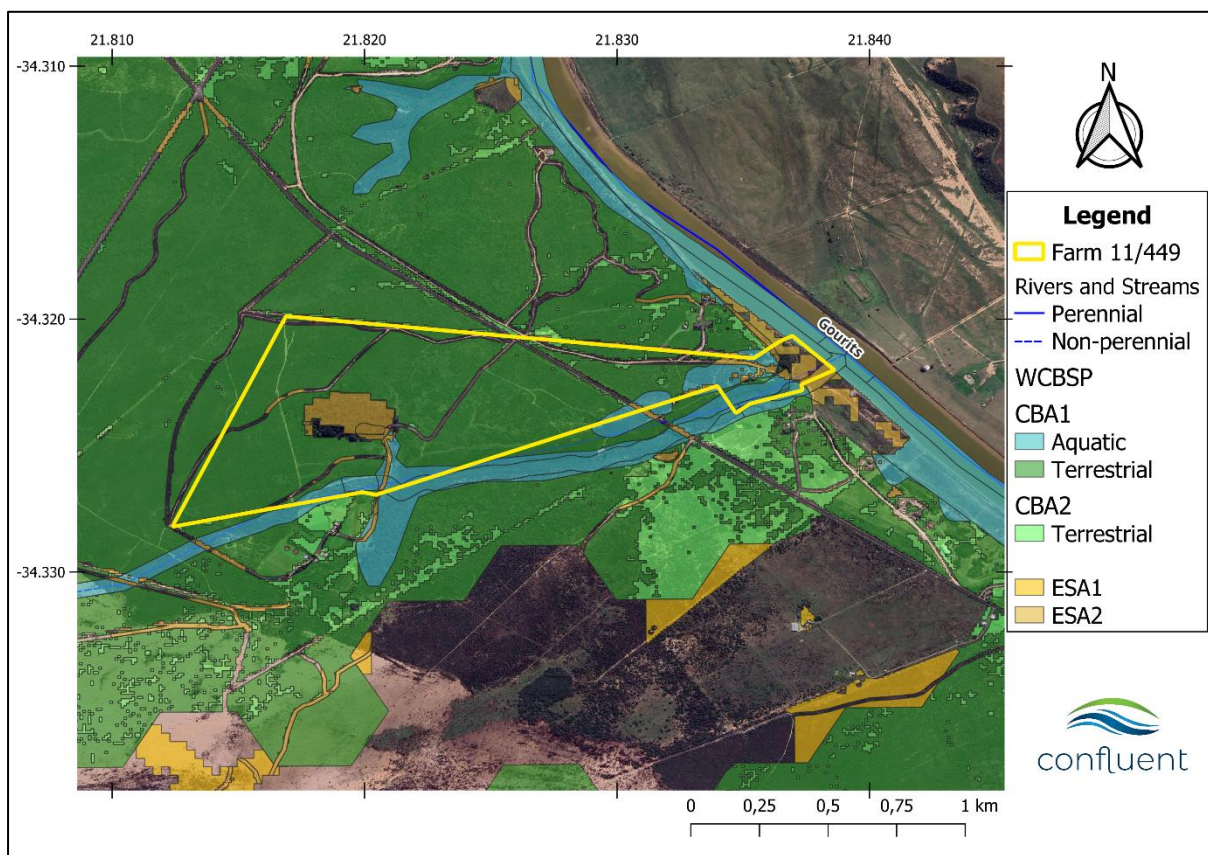 21.810 21.820 21.830 21.840
-34.310
-34.320
-34.330
Gourits
N
Legend
Farm 11/449
Rivers and Streams
Perennial
Non-perennial
WCBSP
CBA1
Aquatic
Terrestrial
CBA2
Terrestrial
ESA1
ESA2
confluent
0 0,25 0,5 0,75 1 km